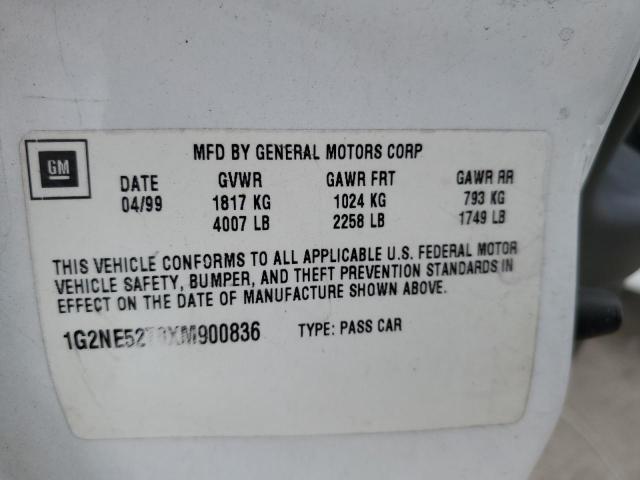 GM
MFD BY GENERAL MOTORS CORP
DATE GVWR GAWR FRT GAWR RR
04/99 1817 KG 1024 KG 793 KG
4007 LB 2258 LB 1749 LB
THIS VEHICLE CONFORMS TO ALL APPLICABLE U.S. FEDERAL MOTOR
VEHICLE SAFETY, BUMPER, AND THEFT PREVENTION STANDARDS IN
EFFECT ON THE DATE OF MANUFACTURE SHOWN ABOVE.
TYPE: PASS CAR